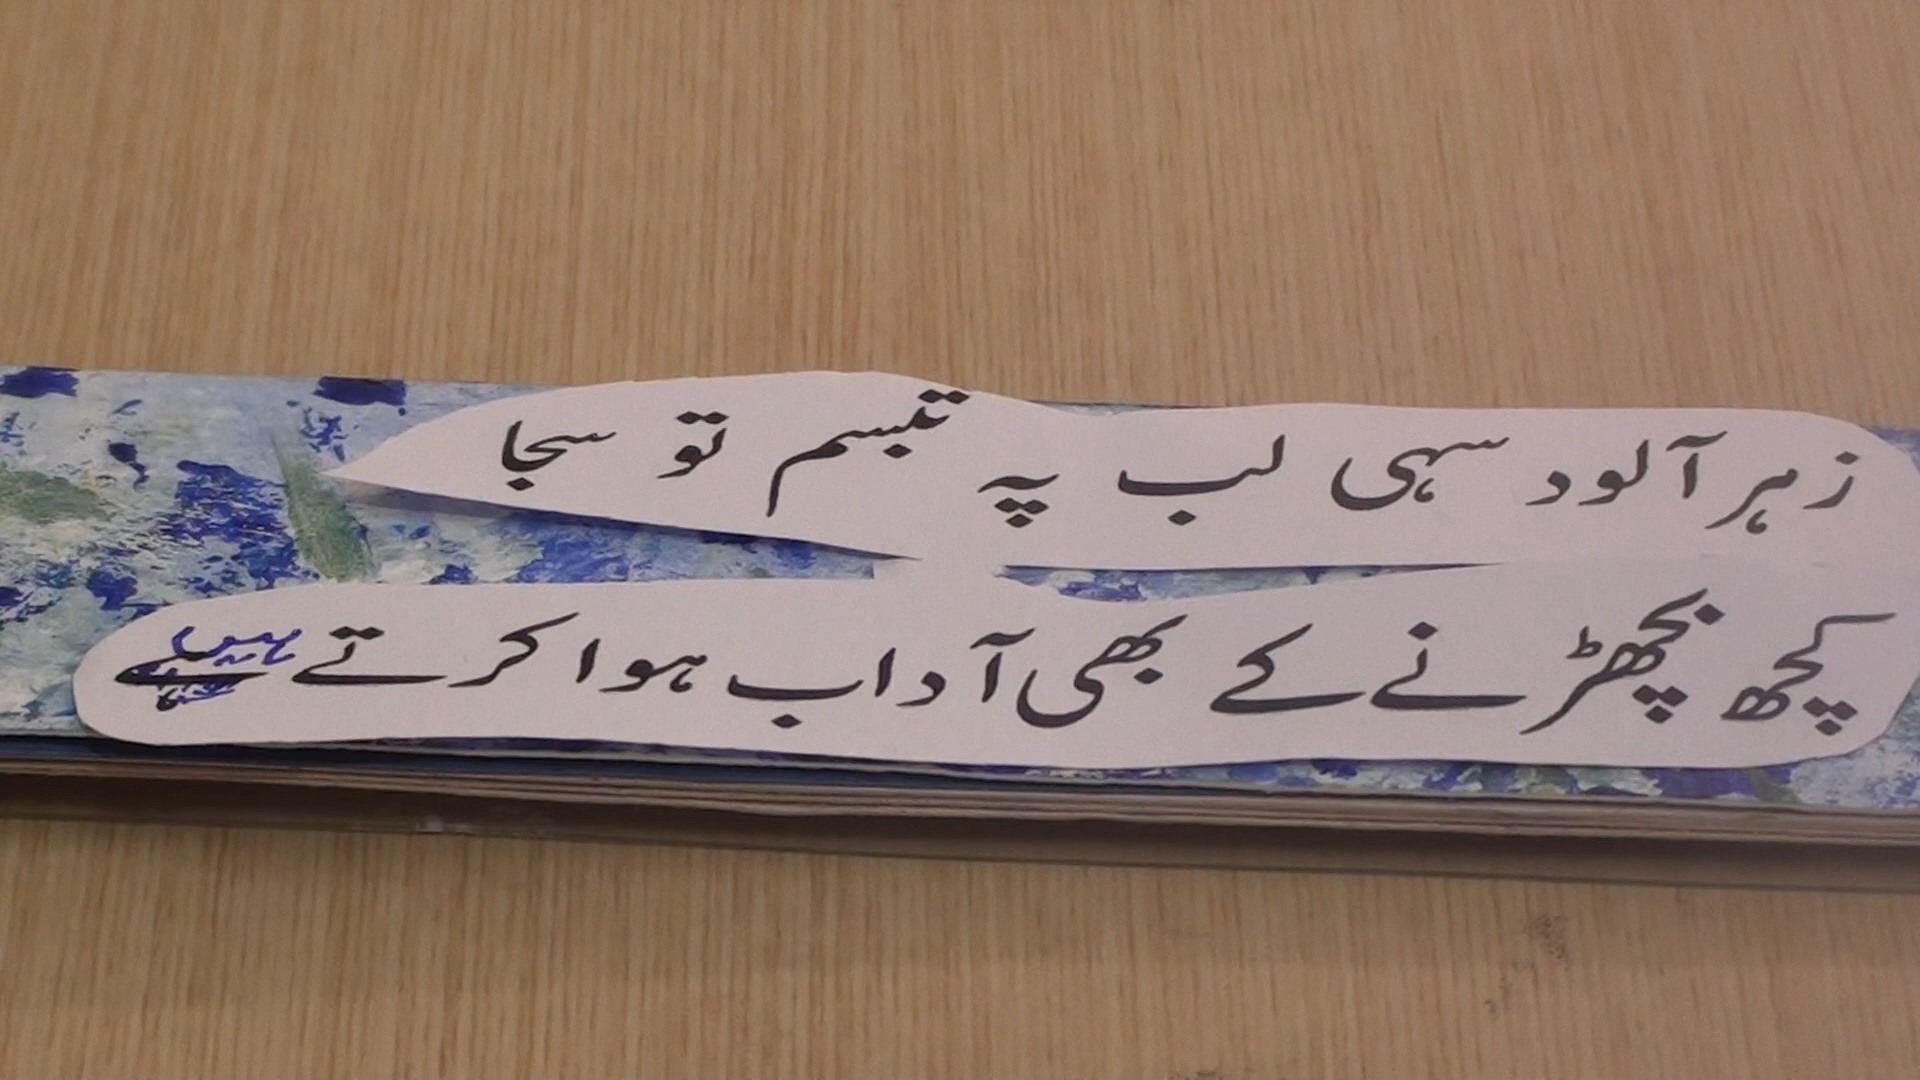 زہر آلود سہی لب پہ تبسم تو سجا
کچھ بچھڑنے کے بھی آداب ہوا کرتے ہیں